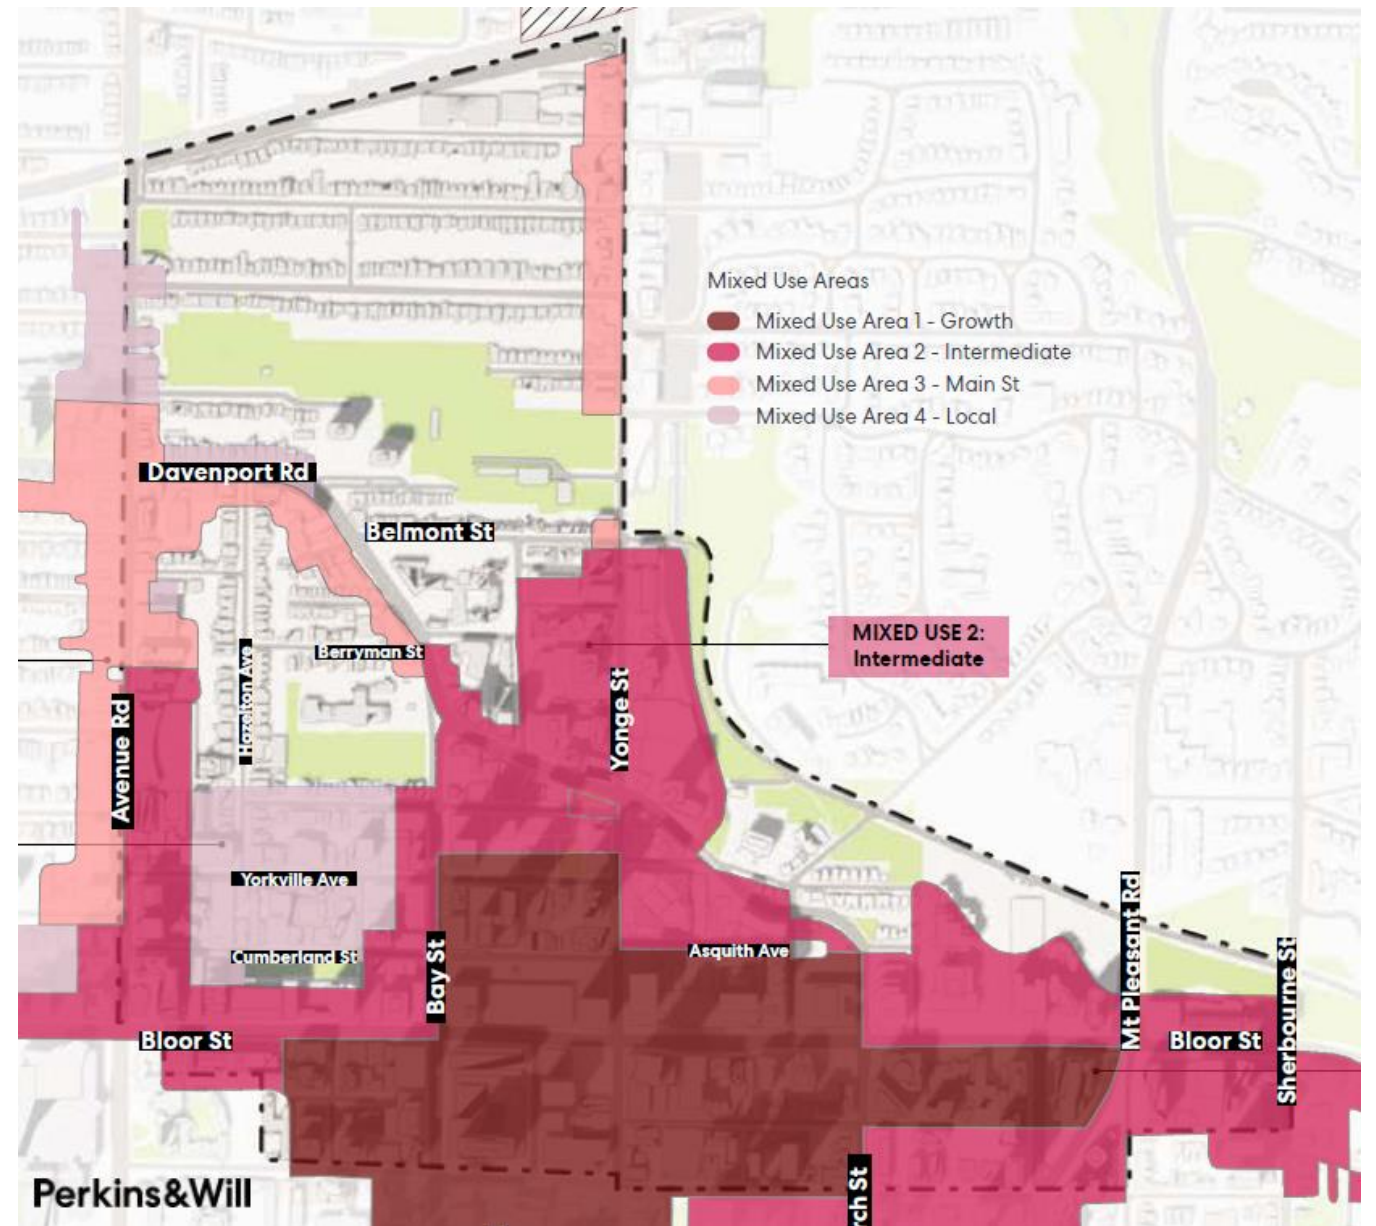 Mixed Use Areas
Mixed Use Area 1 - Growth
Mixed Use Area 2 - Intermediate
Mixed Use Area 3 - Main St
Mixed Use Area 4 - Local
Davenport Rd
Belmont St
MIXED USE 2:
Intermediate
Berryman St
Hazelton Ave
Yonge St
Avenue Rd
Yorkville Ave
Mt Pleasant Rd
Asquith Ave
Cumberland St
Bay St
Sherbourne St
Bloor St
Bloor St
rch St
Perkins&Will